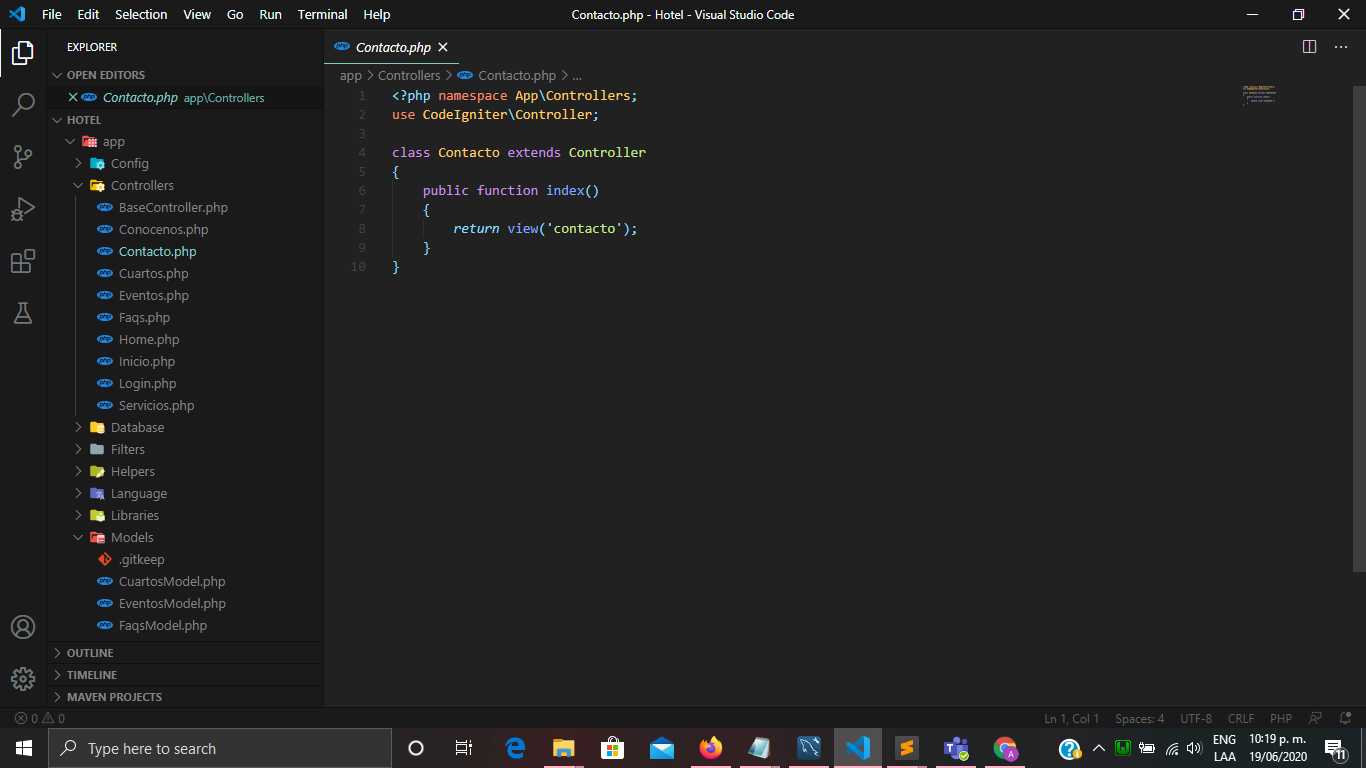 File Edit Selection View Go Run Terminal Help Contacto.php - Hotel - Visual Studio Code
EXPLORER
OPEN EDITORS
Contacto.php app\Controllers
HOTEL
app
Config
Controllers
BaseController.php
Conocenos.php
Contacto.php
Cuartos.php
Eventos.php
Faqs.php
Home.php
Inicio.php
Login.php
Servicios.php
Database
Filters
Helpers
Language
Libraries
Models
.gitkeep
CuartosModel.php
EventosModel.php
FaqsModel.php
OUTLINE
TIMELINE
MAVEN PROJECTS
Contacto.php
app > Controllers > Contacto.php > ...
1 <?php namespace App\Controllers;
2 use CodeIgniter\Controller;
3
4 class Contacto extends Controller
5 {
6 public function index()
7 {
8 return view('contacto');
9 }
10 }
0 0 Ln 1, Col 1 Spaces: 4 UTF-8 CRLF PHP
Type here to search
ENG
LAA
10:19 p. m.
19/06/2020
11